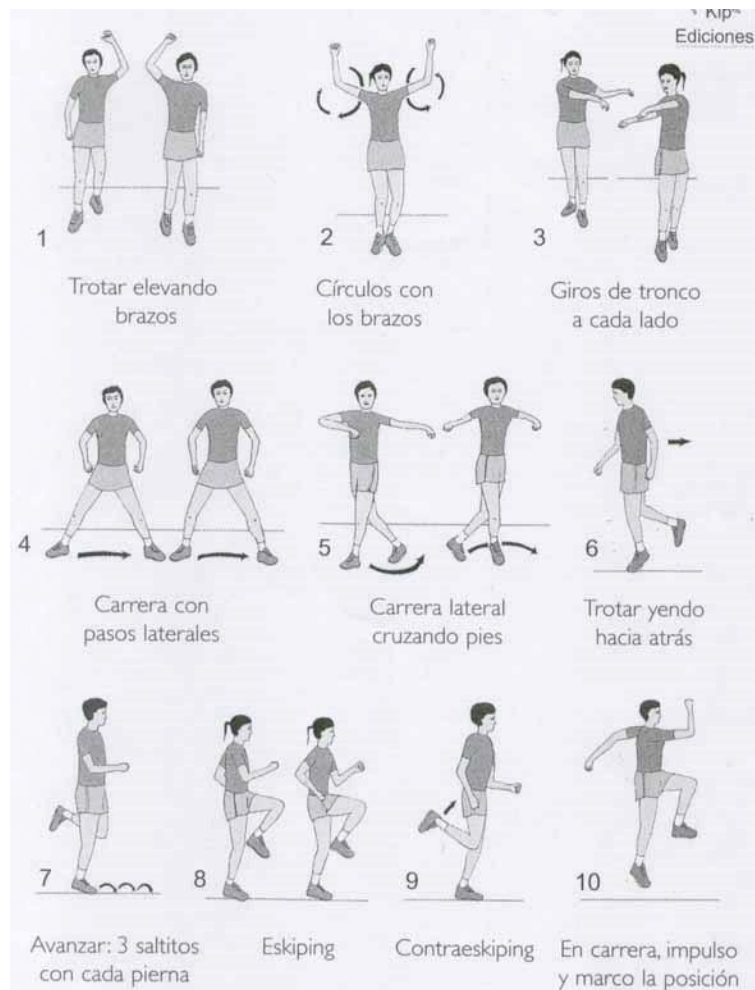 Kip
Ediciones
1
2
3
Trotar elevando
brazos
Círculos con
los brazos
Giros de tronco
a cada lado
4
5
6
Carrera con
pasos laterales
Carrera lateral
cruzando pies
Trotar yendo
hacia atrás
7
8
9
10
Avanzar: 3 saltitos
con cada pierna
Eskiping
Contraeskiping
En carrera, impulso
y marco la posición